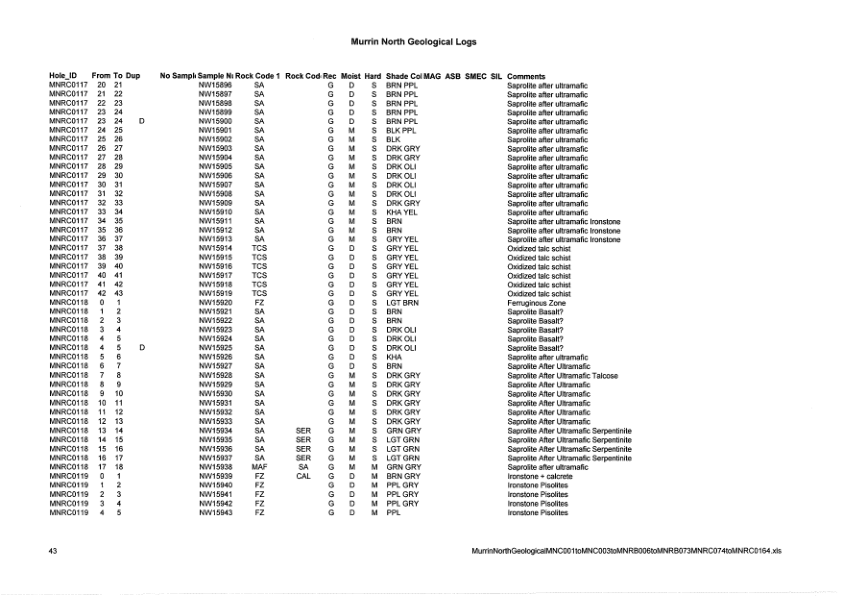 Murrin North Geological Logs
Hole_ID From To Dup No Sampl Sample N Rock Code 1 Rock Cod Rec Moist Hard Shade Col MAG ASB SMEC SIL Comments
MNRC0117 20 21 NW15896 SA G D S BRN PPL Saprolite after ultramafic
MNRC0117 21 22 NW15897 SA G D S BRN PPL Saprolite after ultramafic
MNRC0117 22 23 NW15898 SA G D S BRN PPL Saprolite after ultramafic
MNRC0117 23 24 NW15899 SA G D S BRN PPL Saprolite after ultramafic
MNRC0117 23 24 D NW15900 SA G D S BRN PPL Saprolite after ultramafic
MNRC0117 24 25 NW15901 SA G M S BLK PPL Saprolite after ultramafic
MNRC0117 25 26 NW15902 SA G M S BLK Saprolite after ultramafic
MNRC0117 26 27 NW15903 SA G M S DRK GRY Saprolite after ultramafic
MNRC0117 27 28 NW15904 SA G M S DRK GRY Saprolite after ultramafic
MNRC0117 28 29 NW15905 SA G M S DRK OLI Saprolite after ultramafic
MNRC0117 29 30 NW15906 SA G M S DRK OLI Saprolite after ultramafic
MNRC0117 30 31 NW15907 SA G M S DRK OLI Saprolite after ultramafic
MNRC0117 31 32 NW15908 SA G M S DRK OLI Saprolite after ultramafic
MNRC0117 32 33 NW15909 SA G M S DRK GRY Saprolite after ultramafic
MNRC0117 33 34 NW15910 SA G M S KHA YEL Saprolite after ultramafic
MNRC0117 34 35 NW15911 SA G M S BRN Saprolite after ultramafic Ironstone
MNRC0117 35 36 NW15912 SA G M S BRN Saprolite after ultramafic Ironstone
MNRC0117 36 37 NW15913 SA G M S GRY YEL Saprolite after ultramafic Ironstone
MNRC0117 37 38 NW15914 TCS G D S GRY YEL Oxidized talc schist
MNRC0117 38 39 NW15915 TCS G D S GRY YEL Oxidized talc schist
MNRC0117 39 40 NW15916 TCS G D S GRY YEL Oxidized talc schist
MNRC0117 40 41 NW15917 TCS G D S GRY YEL Oxidized talc schist
MNRC0117 41 42 NW15918 TCS G D S GRY YEL Oxidized talc schist
MNRC0117 42 43 NW15919 TCS G D S GRY YEL Oxidized talc schist
MNRC0118 0 1 NW15920 FZ G D S LGT BRN Ferruginous Zone
MNRC0118 1 2 NW15921 SA G D S BRN Saprolite Basalt?
MNRC0118 2 3 NW15922 SA G D S BRN Saprolite Basalt?
MNRC0118 3 4 NW15923 SA G D S DRK OLI Saprolite Basalt?
MNRC0118 4 5 NW15924 SA G D S DRK OLI Saprolite Basalt?
MNRC0118 4 5 D NW15925 SA G D S DRK OLI Saprolite Basalt?
MNRC0118 5 6 NW15926 SA G D S KHA Saprolite after ultramafic
MNRC0118 6 7 NW15927 SA G D S BRN Saprolite After Ultramafic
MNRC0118 7 8 NW15928 SA G M S DRK GRY Saprolite After Ultramafic Talcose
MNRC0118 8 9 NW15929 SA G M S DRK GRY Saprolite After Ultramafic
MNRC0118 9 10 NW15930 SA G M S DRK GRY Saprolite After Ultramafic
MNRC0118 10 11 NW15931 SA G M S DRK GRY Saprolite After Ultramafic
MNRC0118 11 12 NW15932 SA G M S DRK GRY Saprolite After Ultramafic
MNRC0118 12 13 NW15933 SA G M S DRK GRY Saprolite After Ultramafic
MNRC0118 13 14 NW15934 SA SER G M S GRN GRY Saprolite After Ultramafic Serpentinite
MNRC0118 14 15 NW15935 SA SER G M S LGT GRN Saprolite After Ultramafic Serpentinite
MNRC0118 15 16 NW15936 SA SER G M S LGT GRN Saprolite After Ultramafic Serpentinite
MNRC0118 16 17 NW15937 SA SER G M S LGT GRN Saprolite After Ultramafic Serpentinite
MNRC0118 17 18 NW15938 MAF SA G M M GRN GRY Saprolite after ultramafic
MNRC0119 0 1 NW15939 FZ CAL G D M BRN GRY Ironstone + calcrete
MNRC0119 1 2 NW15940 FZ G D M PPL GRY Ironstone Pisolites
MNRC0119 2 3 NW15941 FZ G D M PPL GRY Ironstone Pisolites
MNRC0119 3 4 NW15942 FZ G D M PPL GRY Ironstone Pisolites
MNRC0119 4 5 NW15943 FZ G D M PPL Ironstone Pisolites
43 MurrinNorthGeologicalMNC001toMNC003toMNRB006toMNRB073MNRC074toMNRC0164.xls